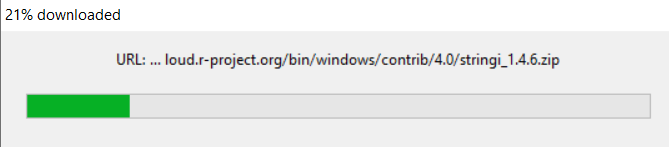 21% downloaded
URL: ... loud.r-project.org/bin/windows/contrib/4.0/stringi_1.4.6.zip